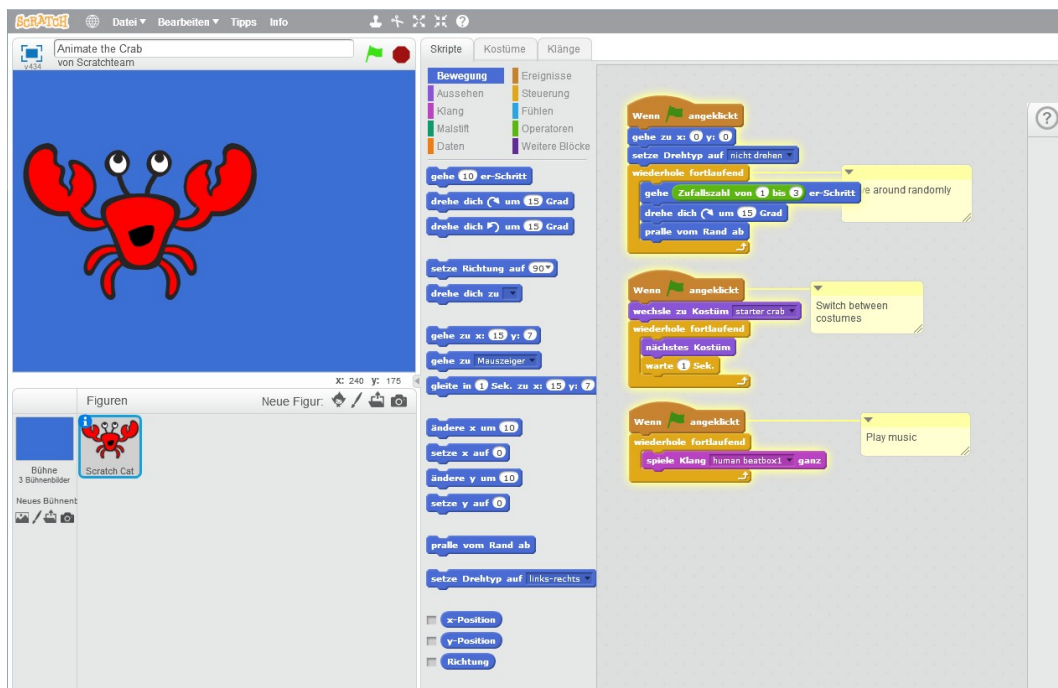 SCRATCH Datei Bearbeiten Tipps Info
Animate the Crab
von Scratchteam
v434
X: 240 Y: 175
Figuren Neue Figur:
Bühne
3 Bühnenbilder
Scratch Cat
Neues Bühnenb
Skripte Kostüme Klänge
Bewegung Ereignisse
Aussehen Steuerung
Klang Fühlen
Malstift Operatoren
Daten Weitere Blöcke
gehe 10 er-Schritt
drehe dich um 15 Grad
drehe dich um 15 Grad
setze Richtung auf 90
drehe dich zu
gehe zu x: 15 y: 7
gehe zu Mauszeiger
gleite in 1 Sek. zu x: 15 y: 7
ändere x um 10
setze x auf 0
ändere y um 10
setze y auf 0
pralle vom Rand ab
setze Drehtyp auf links-rechts
x-Position
y-Position
Richtung
Wenn angeklickt
gehe zu x: 0 y: 0
setze Drehtyp auf nicht drehen
wiederhole fortlaufend
gehe Zufallszahl von 1 bis 3 er-Schritt
drehe dich um 15 Grad
pralle vom Rand ab
e around randomly
Wenn angeklickt
wechsle zu Kostüm starter crab
wiederhole fortlaufend
nächstes Kostüm
warte 1 Sek.
Switch between
costumes
Wenn angeklickt
wiederhole fortlaufend
spiele Klang human beatbox1 ganz
Play music